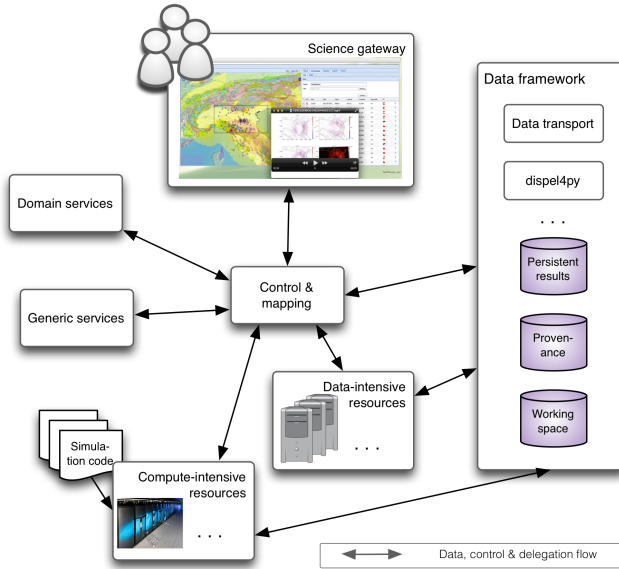 Science gateway
Data framework
Data transport
dispel4py
. . .
Persistent
results
Proven-
ance
Working
space
Domain services
Generic services
Control &
mapping
Data-intensive
resources
. . .
Simula-
tion code
Compute-intensive
resources
. . .
Data, control & delegation flow